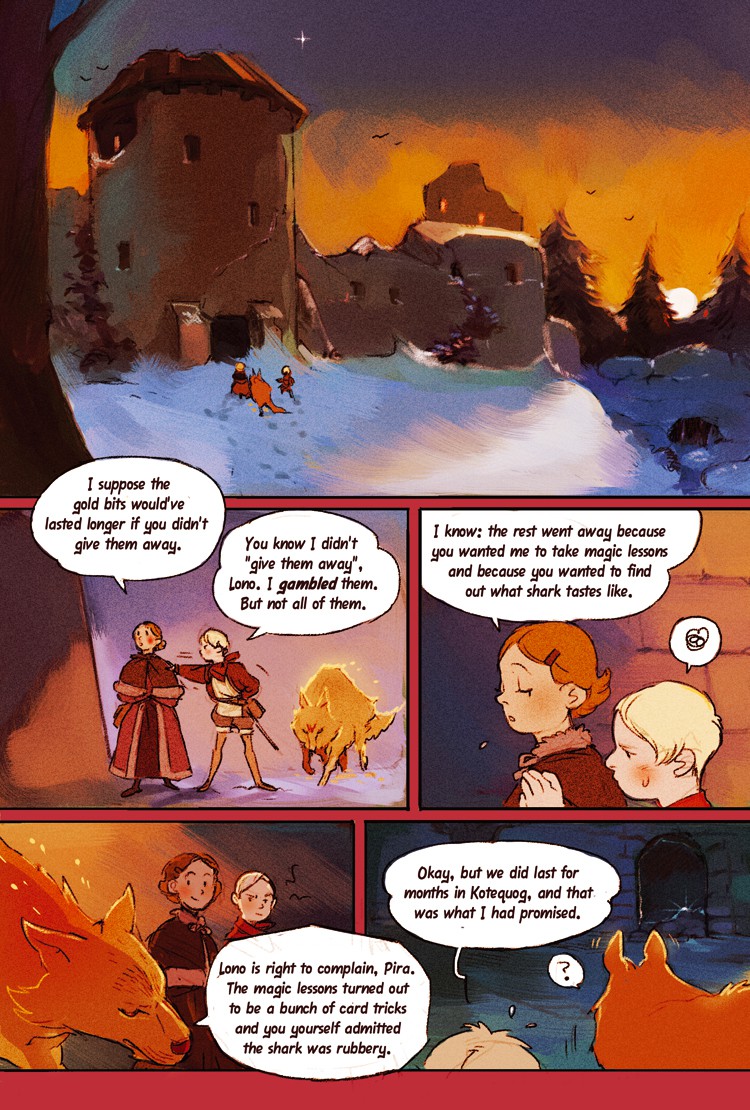 I suppose the
gold bits would've
lasted longer if you didn't
give them away.
You know I didn't
"give them away",
Lono. I gambled them.
But not all of them.
I know: the rest went away because
you wanted me to take magic lessons
and because you wanted to find
out what shark tastes like.
Lono is right to complain, Pira.
The magic lessons turned out
to be a bunch of card tricks
and you yourself admitted
the shark was rubbery.
Okay, but we did last for
months in Kotequog, and that
was what I had promised.
?